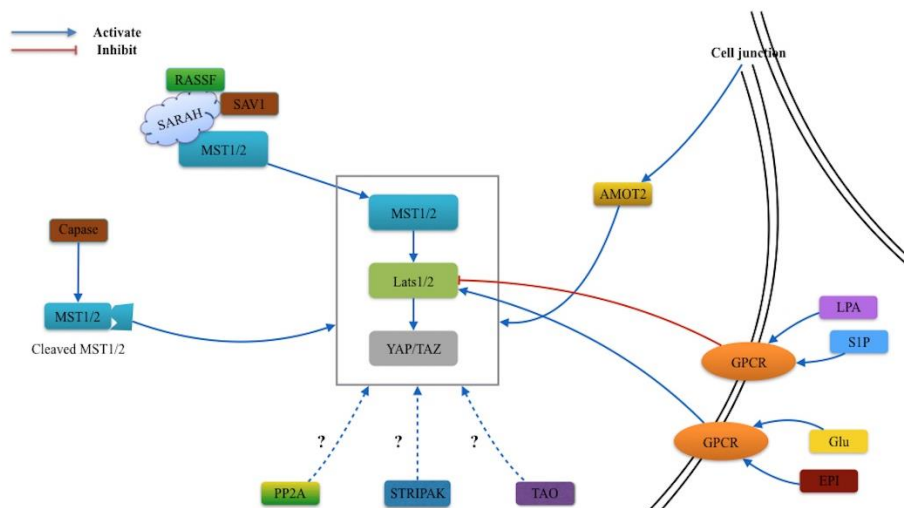 Activate
Inhibit
RASSF
SAV1
SARAH
MST1/2
Cell junction
AMOT2
MST1/2
Capase
Lats1/2
MST1/2
Cleaved MST1/2
YAP/TAZ
LPA
S1P
GPCR
GPCR
Glu
EPI
?
?
?
PP2A
STRIPAK
TAO